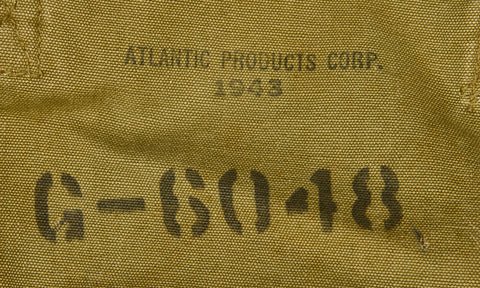 ATLANTIC PRODUCTS CORP.
1943
G-6048